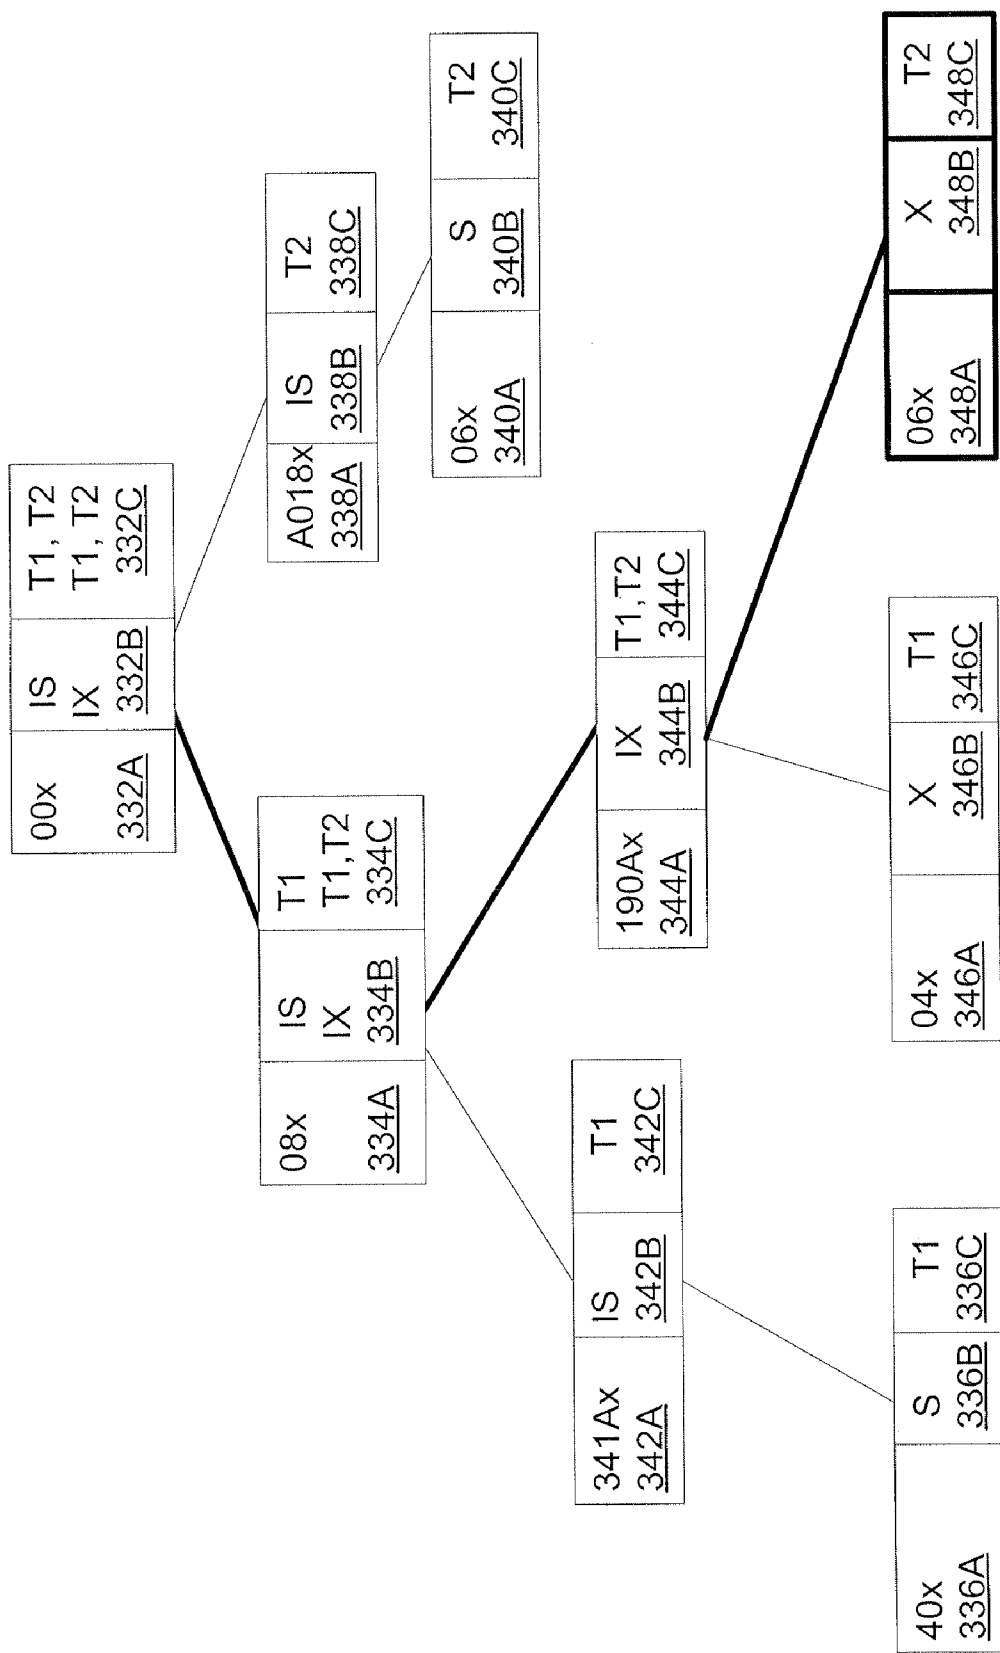 00x
332A
IS
IX
332B
T1, T2
T1, T2
332C
08x
334A
IS
IX
334B
T1
T1,T2
334C
A018x
338A
IS
338B
T2
338C
06x
340A
S
340B
T2
340C
341Ax
342A
IS
342B
T1
342C
190Ax
344A
IX
344B
T1,T2
344C
40x
336A
S
336B
T1
336C
04x
346A
X
346B
T1
346C
06x
348A
X
348B
T2
348C